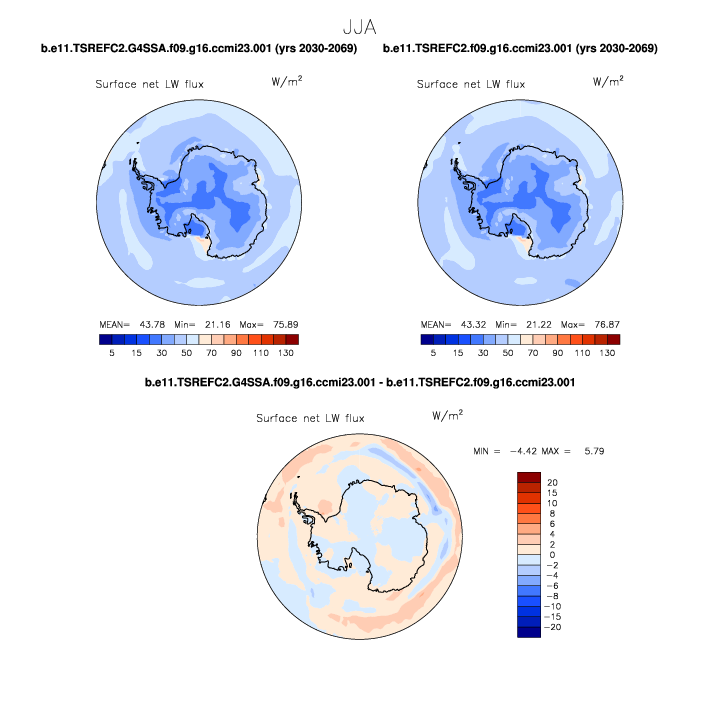 JJA
b.e11.TSREFC2.G4SSA.f09.g16.ccmi23.001 (yrs 2030-2069)
b.e11.TSREFC2.f09.g16.ccmi23.001 (yrs 2030-2069)
Surface net LW flux W/m²
Surface net LW flux W/m²
MEAN= 43.78 Min= 21.16 Max= 75.89
MEAN= 43.32 Min= 21.22 Max= 76.87
5 15 30 50 70 90 110 130
5 15 30 50 70 90 110 130
b.e11.TSREFC2.G4SSA.f09.g16.ccmi23.001 - b.e11.TSREFC2.f09.g16.ccmi23.001
Surface net LW flux W/m²
MIN = -4.42 MAX = 5.79
20
15
10
8
6
4
2
0
-2
-4
-6
-8
-10
-15
-20